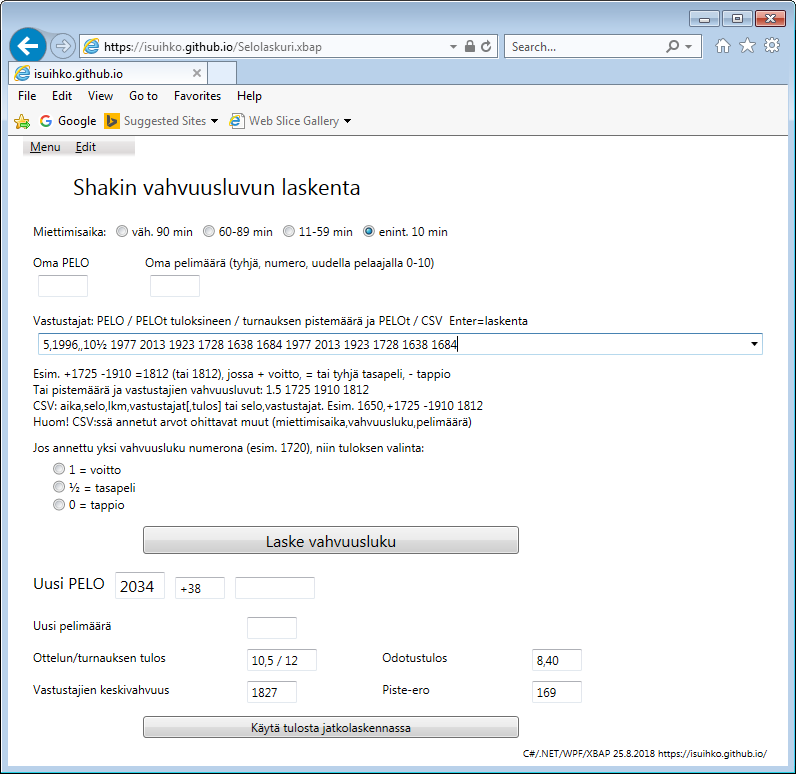 https://isuihko.github.io/Selolaskuri.xbap
Search...
isuihko.github.io
File Edit View Go to Favorites Help
Google Suggested Sites Web Slice Gallery
Menu Edit
Shakin vahvuusluvun laskenta
Miettimisaika: väh. 90 min 60-89 min 11-59 min enint. 10 min
Oma PELO Oma pelimäärä (tyhjä, numero, uudella pelaajalla 0-10)
Vastustajat: PELO / PELOt tuloksineen / turnauksen pistemäärä ja PELOt / CSV Enter=laskenta
5,1996,,10½ 1977 2013 1923 1728 1638 1684 1977 2013 1923 1728 1638 1684
Esim. +1725 -1910 =1812 (tai 1812), jossa + voitto, = tai tyhjä tasapeli, - tappio
Tai pistemäärä ja vastustajien vahvuusluvut: 1.5 1725 1910 1812
CSV: aika,selo,lkm,vastustajat[,tulos] tai selo,vastustajat. Esim. 1650,+1725 -1910 1812
Huom! CSV:ssä annetut arvot ohittavat muut (miettimisaika,vahvuusluku,pelimäärä)
Jos annettu yksi vahvuusluku numerona (esim. 1720), niin tuloksen valinta:
1 = voitto
½ = tasapeli
0 = tappio
Laske vahvuusluku
Uusi PELO 2034 +38
Uusi pelimäärä
Ottelun/turnauksen tulos 10,5 / 12 Odotustulos 8,40
Vastustajien keskivahvuus 1827 Piste-ero 169
Käytä tulosta jatkolaskennassa
C#/.NET/WPF/XBAP 25.8.2018 https://isuihko.github.io/